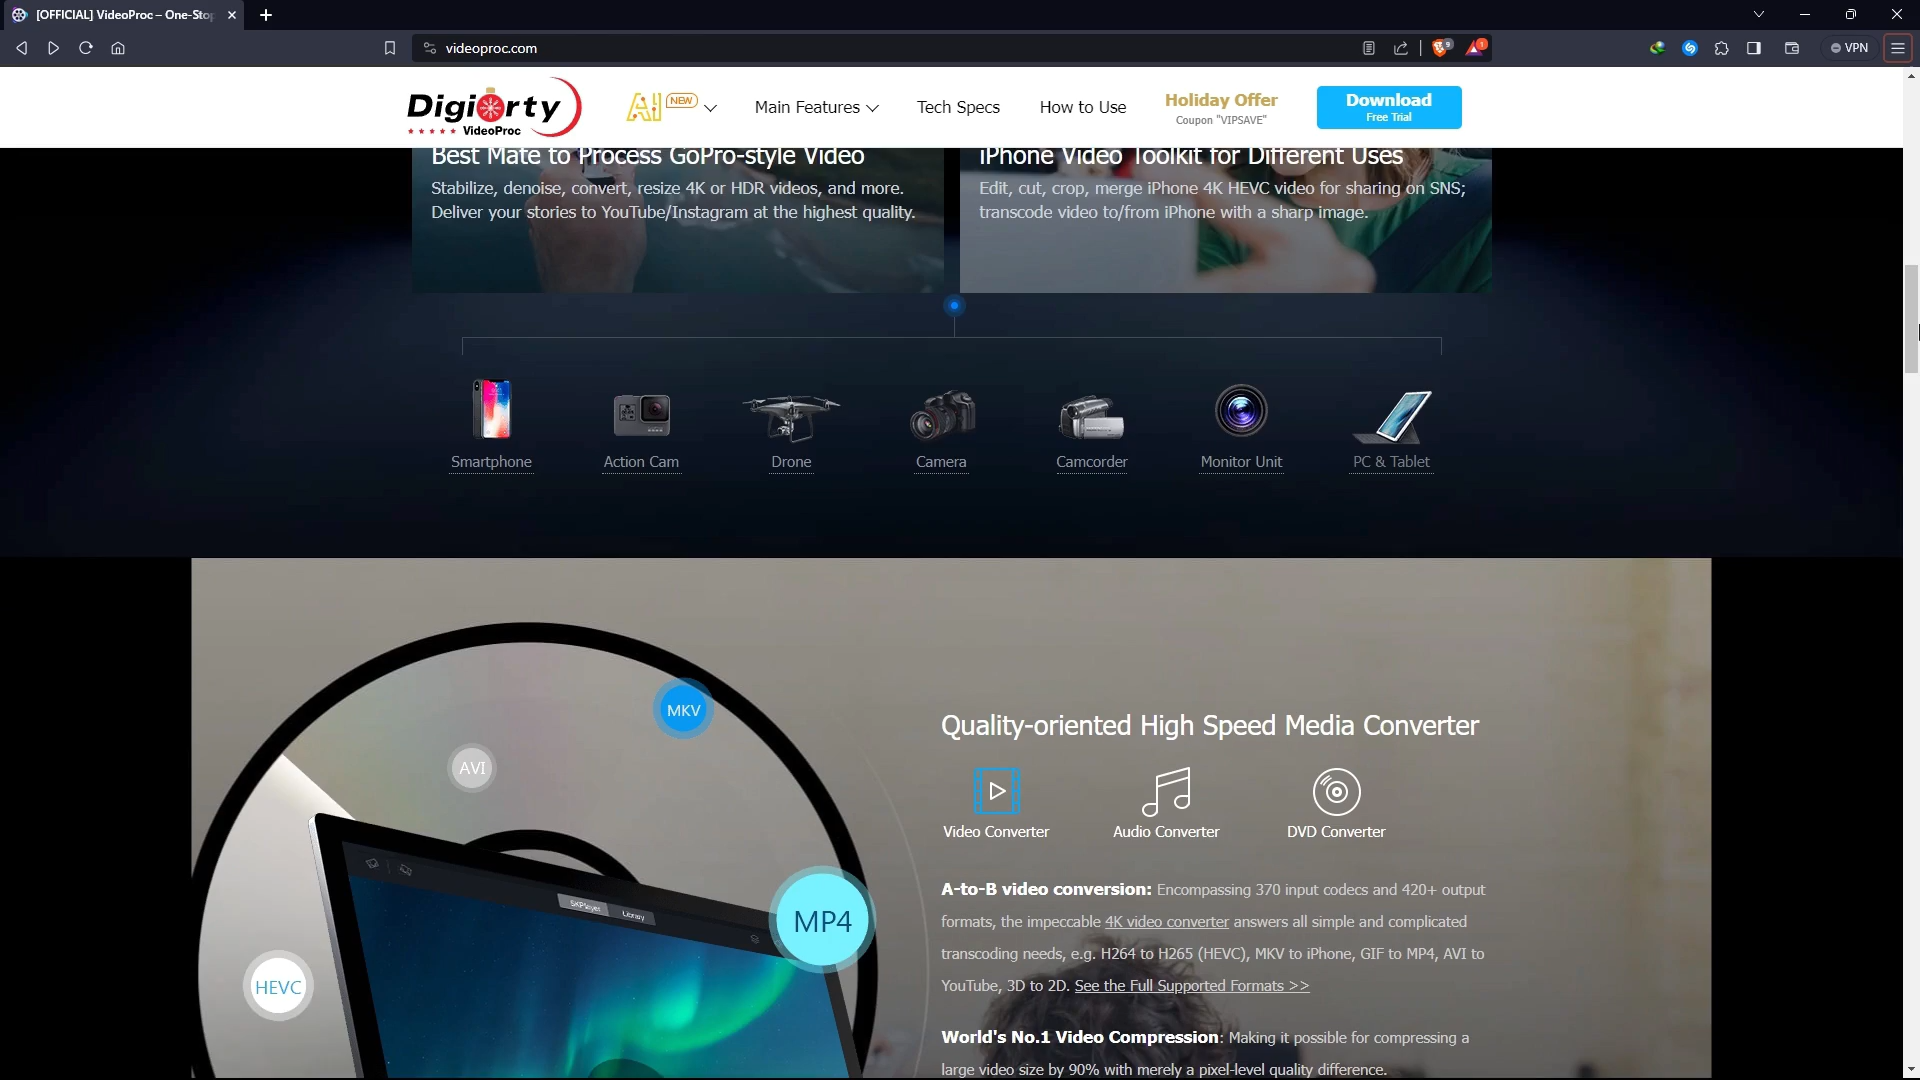 [OFFICIAL] VideoProc – One-Stop
videoproc.com
9
1
VPN
Digiarty
VideoProc
AI NEW
Main Features
Tech Specs
How to Use
Holiday Offer
Coupon "VIPSAVE"
Download
Free Trial
Best Mate to Process GoPro-style Video
Stabilize, denoise, convert, resize 4K or HDR videos, and more.
Deliver your stories to YouTube/Instagram at the highest quality.
iPhone Video Toolkit for Different Uses
Edit, cut, crop, merge iPhone 4K HEVC video for sharing on SNS;
transcode video to/from iPhone with a sharp image.
Smartphone
Action Cam
Drone
Camera
Camcorder
Monitor Unit
PC & Tablet
MKV
AVI
MP4
HEVC
5KPlayer
Library
Quality-oriented High Speed Media Converter
Video Converter
Audio Converter
DVD Converter
A-to-B video conversion: Encompassing 370 input codecs and 420+ output
formats, the impeccable 4K video converter answers all simple and complicated
transcoding needs, e.g. H264 to H265 (HEVC), MKV to iPhone, GIF to MP4, AVI to
YouTube, 3D to 2D. See the Full Supported Formats >>
World's No.1 Video Compression: Making it possible for compressing a
large video size by 90% with merely a pixel-level quality difference.